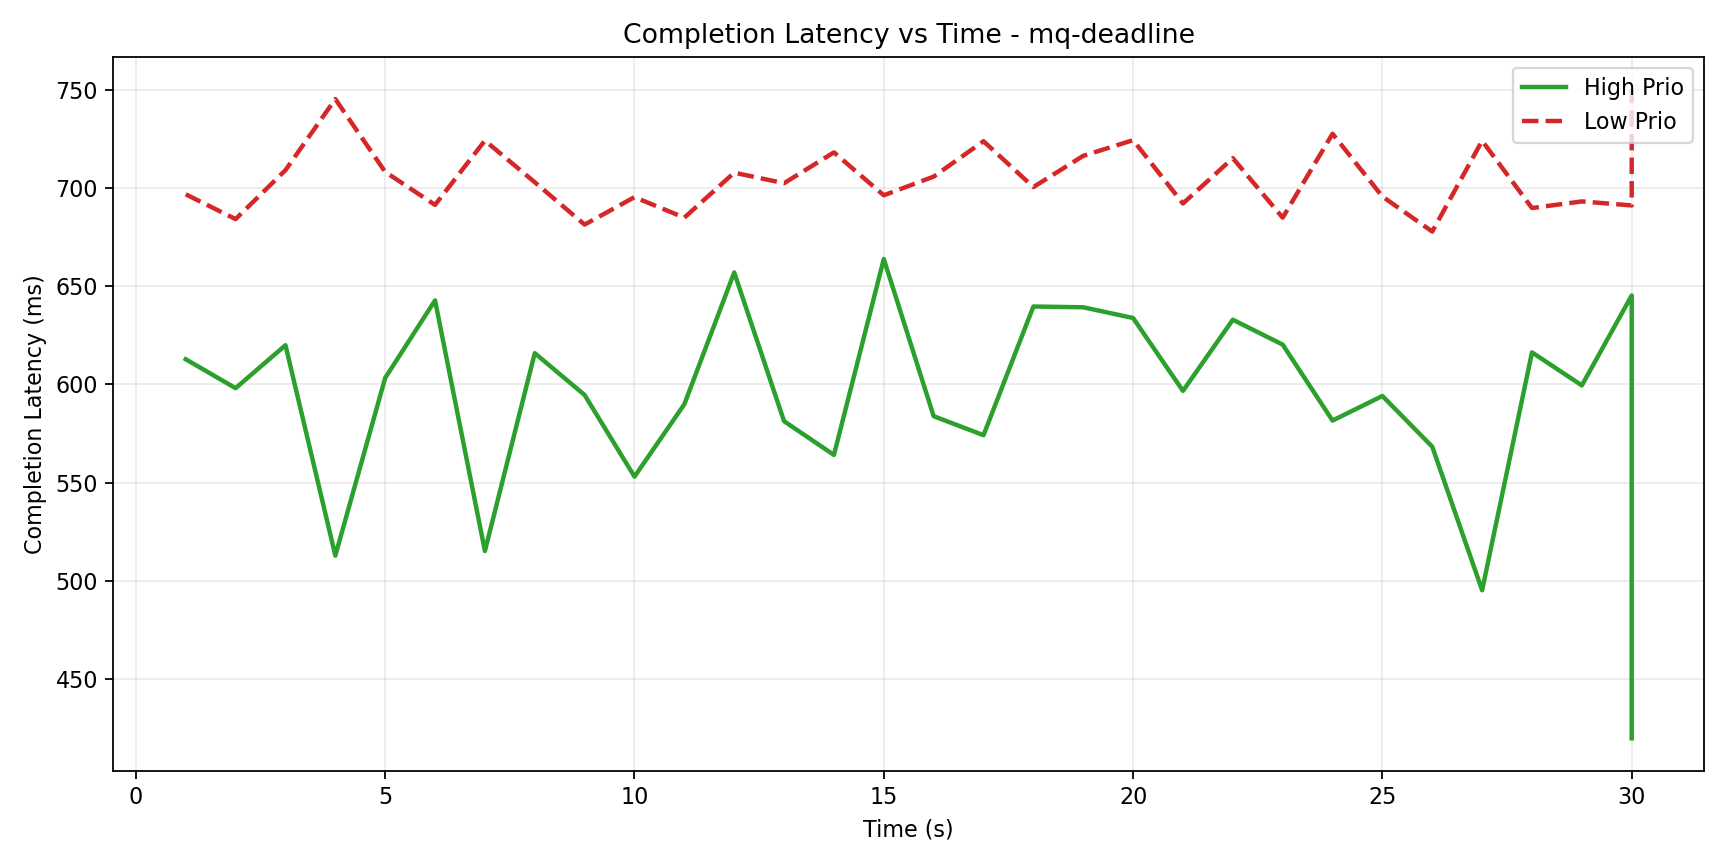 Completion Latency vs Time - mq-deadline
High Prio
Low Prio
Completion Latency (ms)
750
700
650
600
550
500
450
0 5 10 15 20 25 30
Time (s)